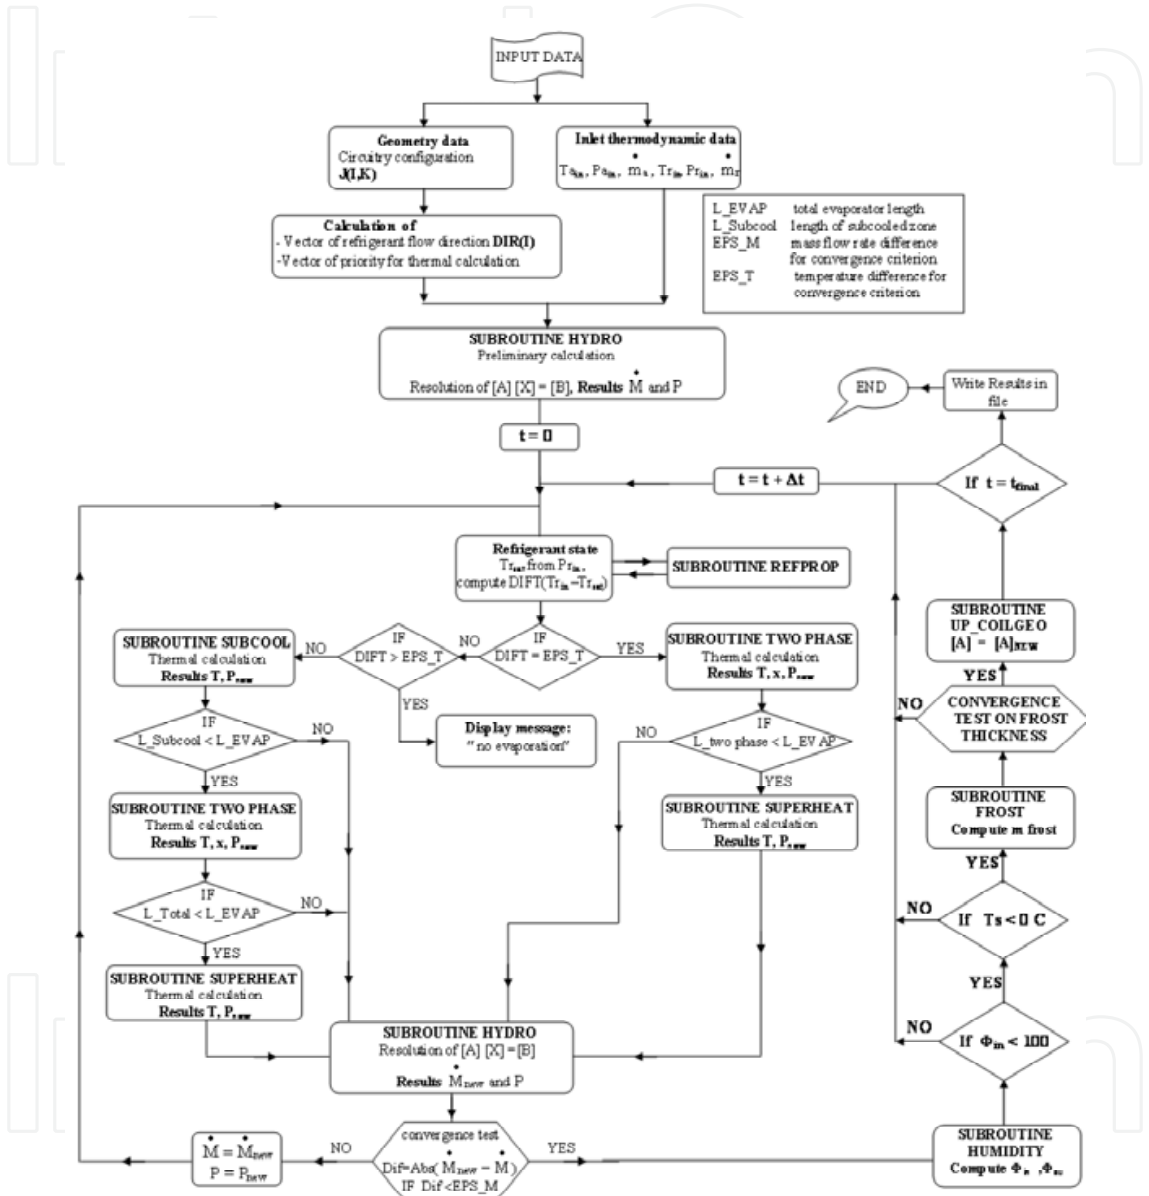 INPUT DATA
Geometry data
Circuitry configuration
J(I,K)
Inlet thermodynamic data
Ta_in, Pa_in, ṁ_a, Tr_in, Pr_in, ṁ_r
L_EVAP total evaporator length
L_Subcool length of subcooled zone
EPS_M mass flow rate difference
for convergence criterion
EPS_T temperature difference for
convergence criterion
Calculation of
- Vector of refrigerant flow direction DIR(I)
-Vector of priority for thermal calculation
SUBROUTINE HYDRO
Preliminary calculation
Resolution of [A] [X] = [B], Results Ṁ and P
t = 0
END
Write Results in
file
t = t + Δt
If t = t_final
Refrigerant state
Tr_sat from Pr_in,
compute DIFT(Tr_in – Tr_sat)
SUBROUTINE REFPROP
SUBROUTINE SUBCOOL
Thermal calculation
Results T, P_new
NO
IF
DIFT > EPS_T
NO
IF
DIFT = EPS_T
YES
SUBROUTINE TWO PHASE
Thermal calculation
Results T, x, P_new
SUBROUTINE
UP_COILGEO
[A] = [A]NEW
YES
YES
Display message:
"no evaporation"
IF
L_Subcool < L_EVAP
NO
YES
NO
IF
L_two phase < L_EVAP
YES
NO
CONVERGENCE
TEST ON FROST
THICKNESS
SUBROUTINE TWO PHASE
Thermal calculation
Results T, x, P_new
SUBROUTINE SUPERHEAT
Thermal calculation
Results T, P_new
SUBROUTINE
FROST
Compute m frost
YES
IF
L_Total < L_EVAP
NO
YES
NO
If Ts < 0 C
YES
SUBROUTINE SUPERHEAT
Thermal calculation
Results T, P_new
NO
If Φ_in < 100
SUBROUTINE HYDRO
Resolution of [A] [X] = [B]
Results Ṁ_new and P
Ṁ = Ṁ_new
P = P_new
NO
convergence test
Dif=Abs( Ṁ_new – Ṁ)
IF Dif <EPS_M
YES
SUBROUTINE
HUMIDITY
Compute